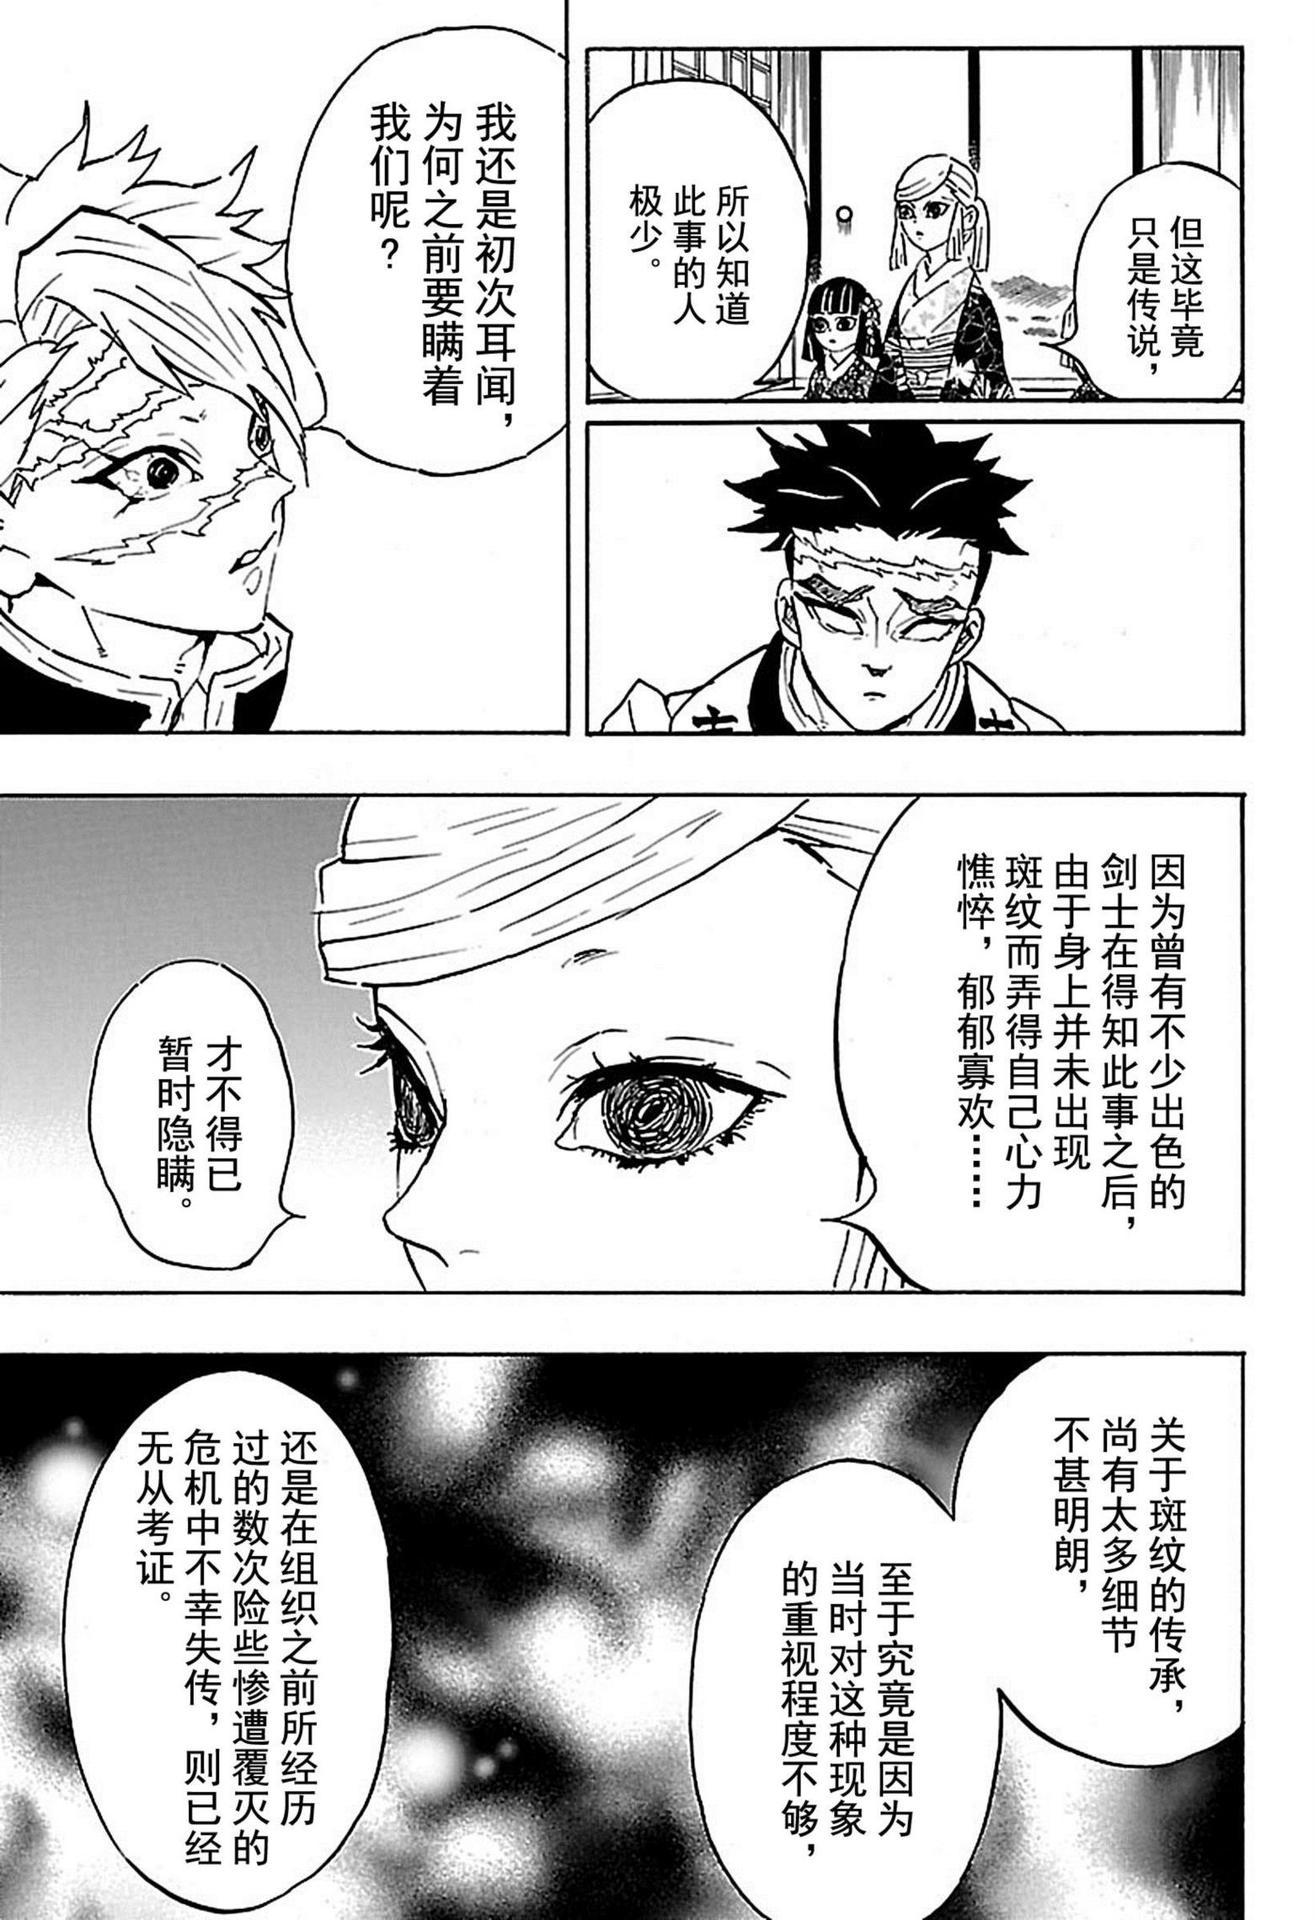 但这毕竟
只是传说，
所以知道
此事的人
极少。
我还是初次耳闻，
为何之前要瞒着
我们呢？
因为曾有不少出色的
剑士在得知此事之后，
由于身上并未出现
斑纹而弄得自己心力
憔悴，郁郁寡欢……
才不得已
暂时隐瞒。
关于斑纹的传承，
尚有太多细节
不甚明朗，
至于究竟是因为
当时对这种现象
的重视程度不够，
还是在组织之前所经历
过的数次险些惨遭覆灭的
危机中不幸失传，则已经
无从考证。